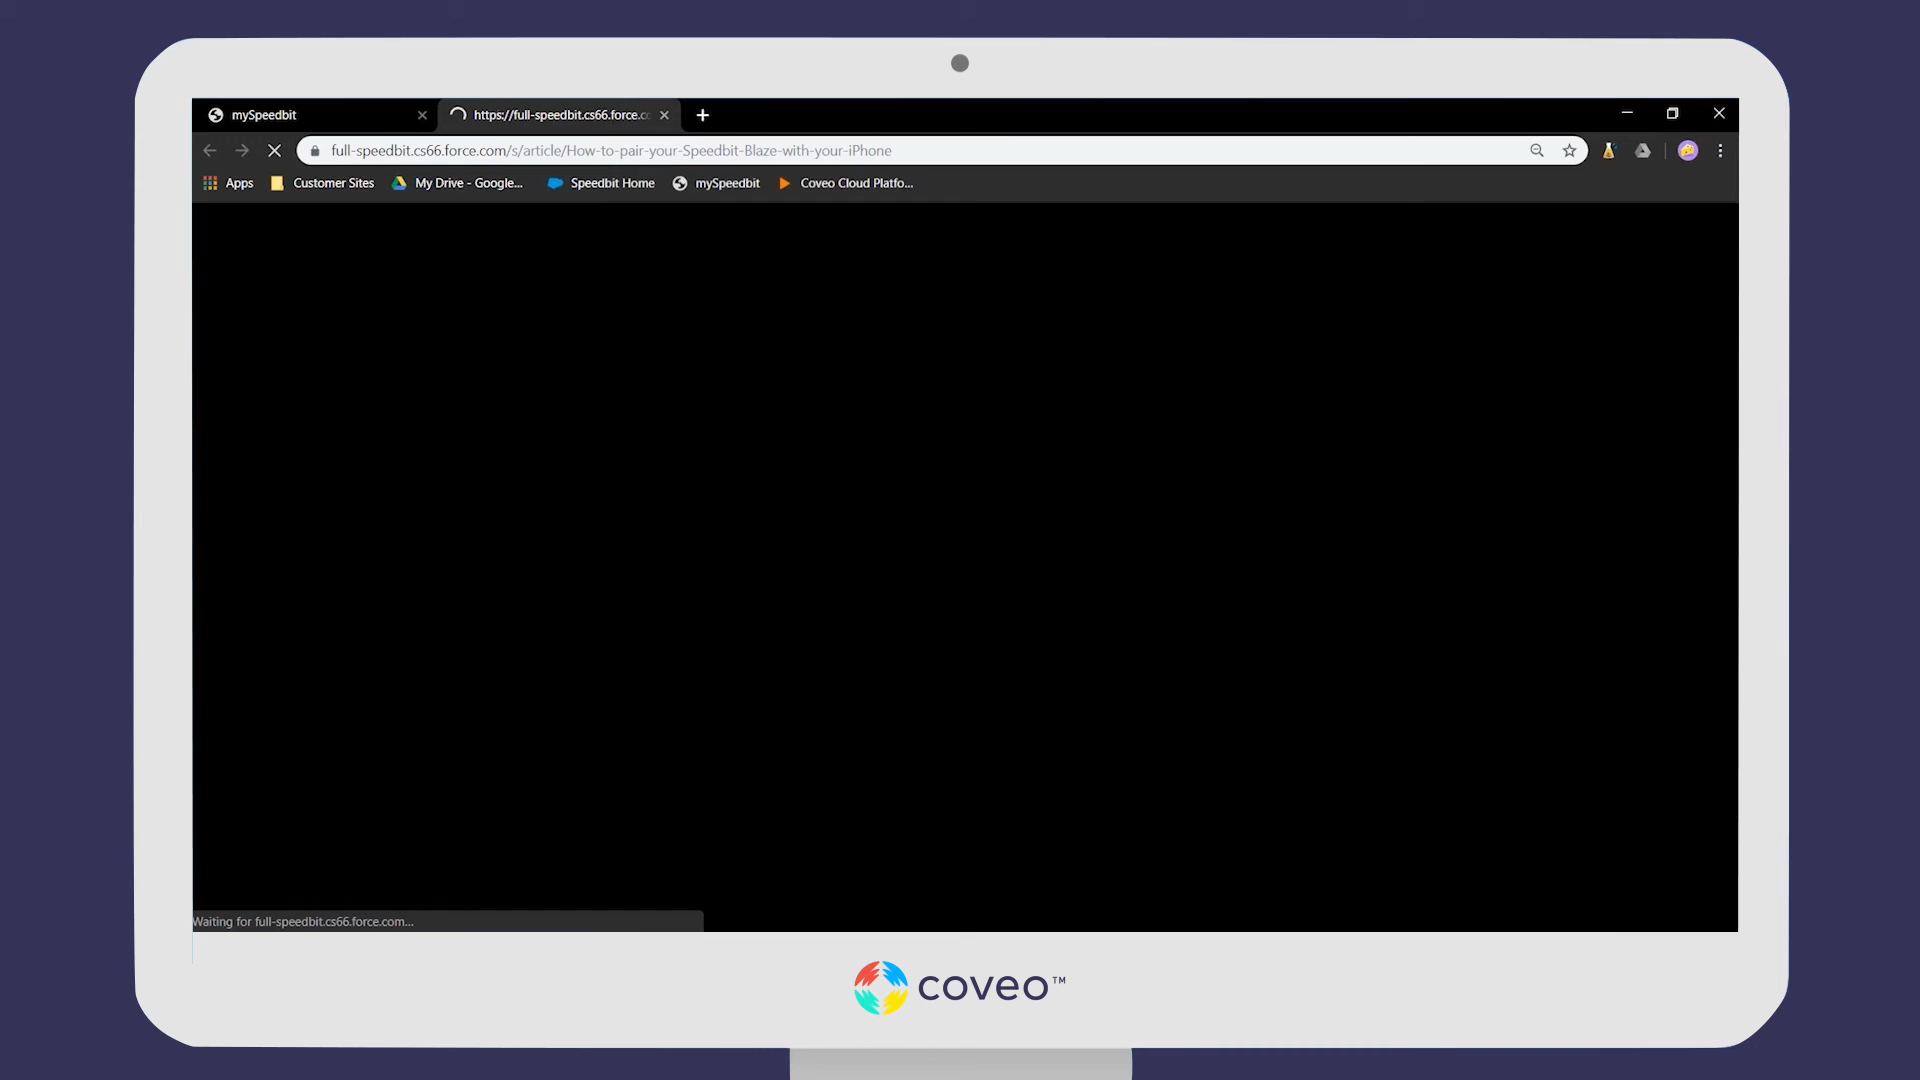 mySpeedbit
https://full-speedbit.cs66.force.c
full-speedbit.cs66.force.com/s/article/How-to-pair-your-Speedbit-Blaze-with-your-iPhone
Apps Customer Sites My Drive - Google... Speedbit Home mySpeedbit Coveo Cloud Platfo...
Waiting for full-speedbit.cs66.force.com...
coveo™